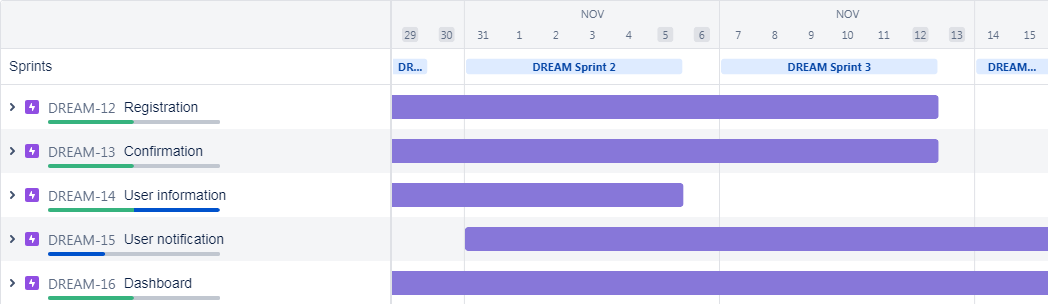 NOV NOV
29 30 31 1 2 3 4 5 6 7 8 9 10 11 12 13 14 15
Sprints DR... DREAM Sprint 2 DREAM Sprint 3 DREAM...
DREAM-12 Registration
DREAM-13 Confirmation
DREAM-14 User information
DREAM-15 User notification
DREAM-16 Dashboard